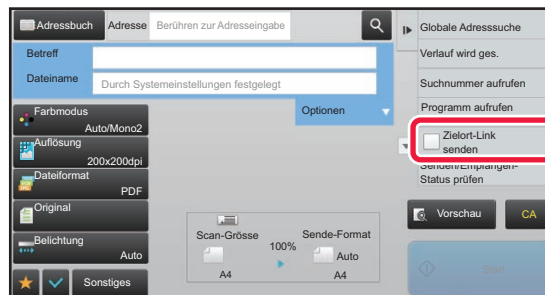 Adressbuch
Adresse
Berühren zur Adresseingabe
Betreff
Dateiname
Durch Systemeinstellungen festgelegt
Optionen
Farbmodus
Auto/Mono2
Auflösung
200x200dpi
Dateiformat
PDF
Original
Belichtung
Auto
Sonstiges
Scan-Grösse
A4
100%
Sende-Format
Auto
A4
Globale Adresssuche
Verlauf wird ges.
Suchnummer aufrufen
Programm aufrufen
Zielort-Link
senden
Senden/Empfangen-
Status prüfen
Vorschau
CA
Start